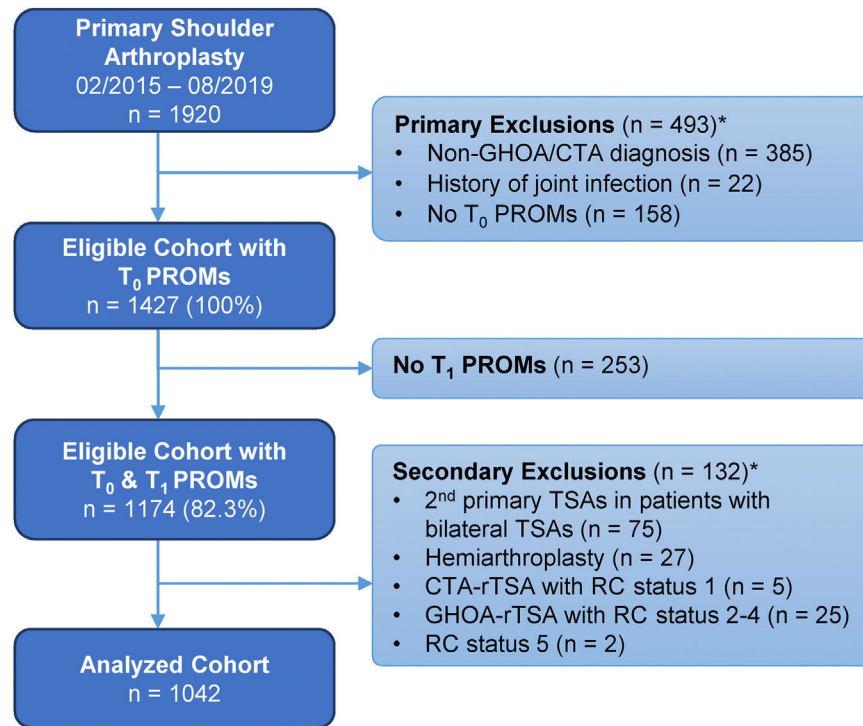 Primary Shoulder
Arthroplasty
02/2015 – 08/2019
n = 1920
Primary Exclusions (n = 493)*
• Non-GHOA/CTA diagnosis (n = 385)
• History of joint infection (n = 22)
• No T0 PROMs (n = 158)
Eligible Cohort with
T0 PROMs
n = 1427 (100%)
No T1 PROMs (n = 253)
Eligible Cohort with
T0 & T1 PROMs
n = 1174 (82.3%)
Secondary Exclusions (n = 132)*
• 2nd primary TSAs in patients with
bilateral TSAs (n = 75)
• Hemiarthroplasty (n = 27)
• CTA-rTSA with RC status 1 (n = 5)
• GHOA-rTSA with RC status 2-4 (n = 25)
• RC status 5 (n = 2)
Analyzed Cohort
n = 1042